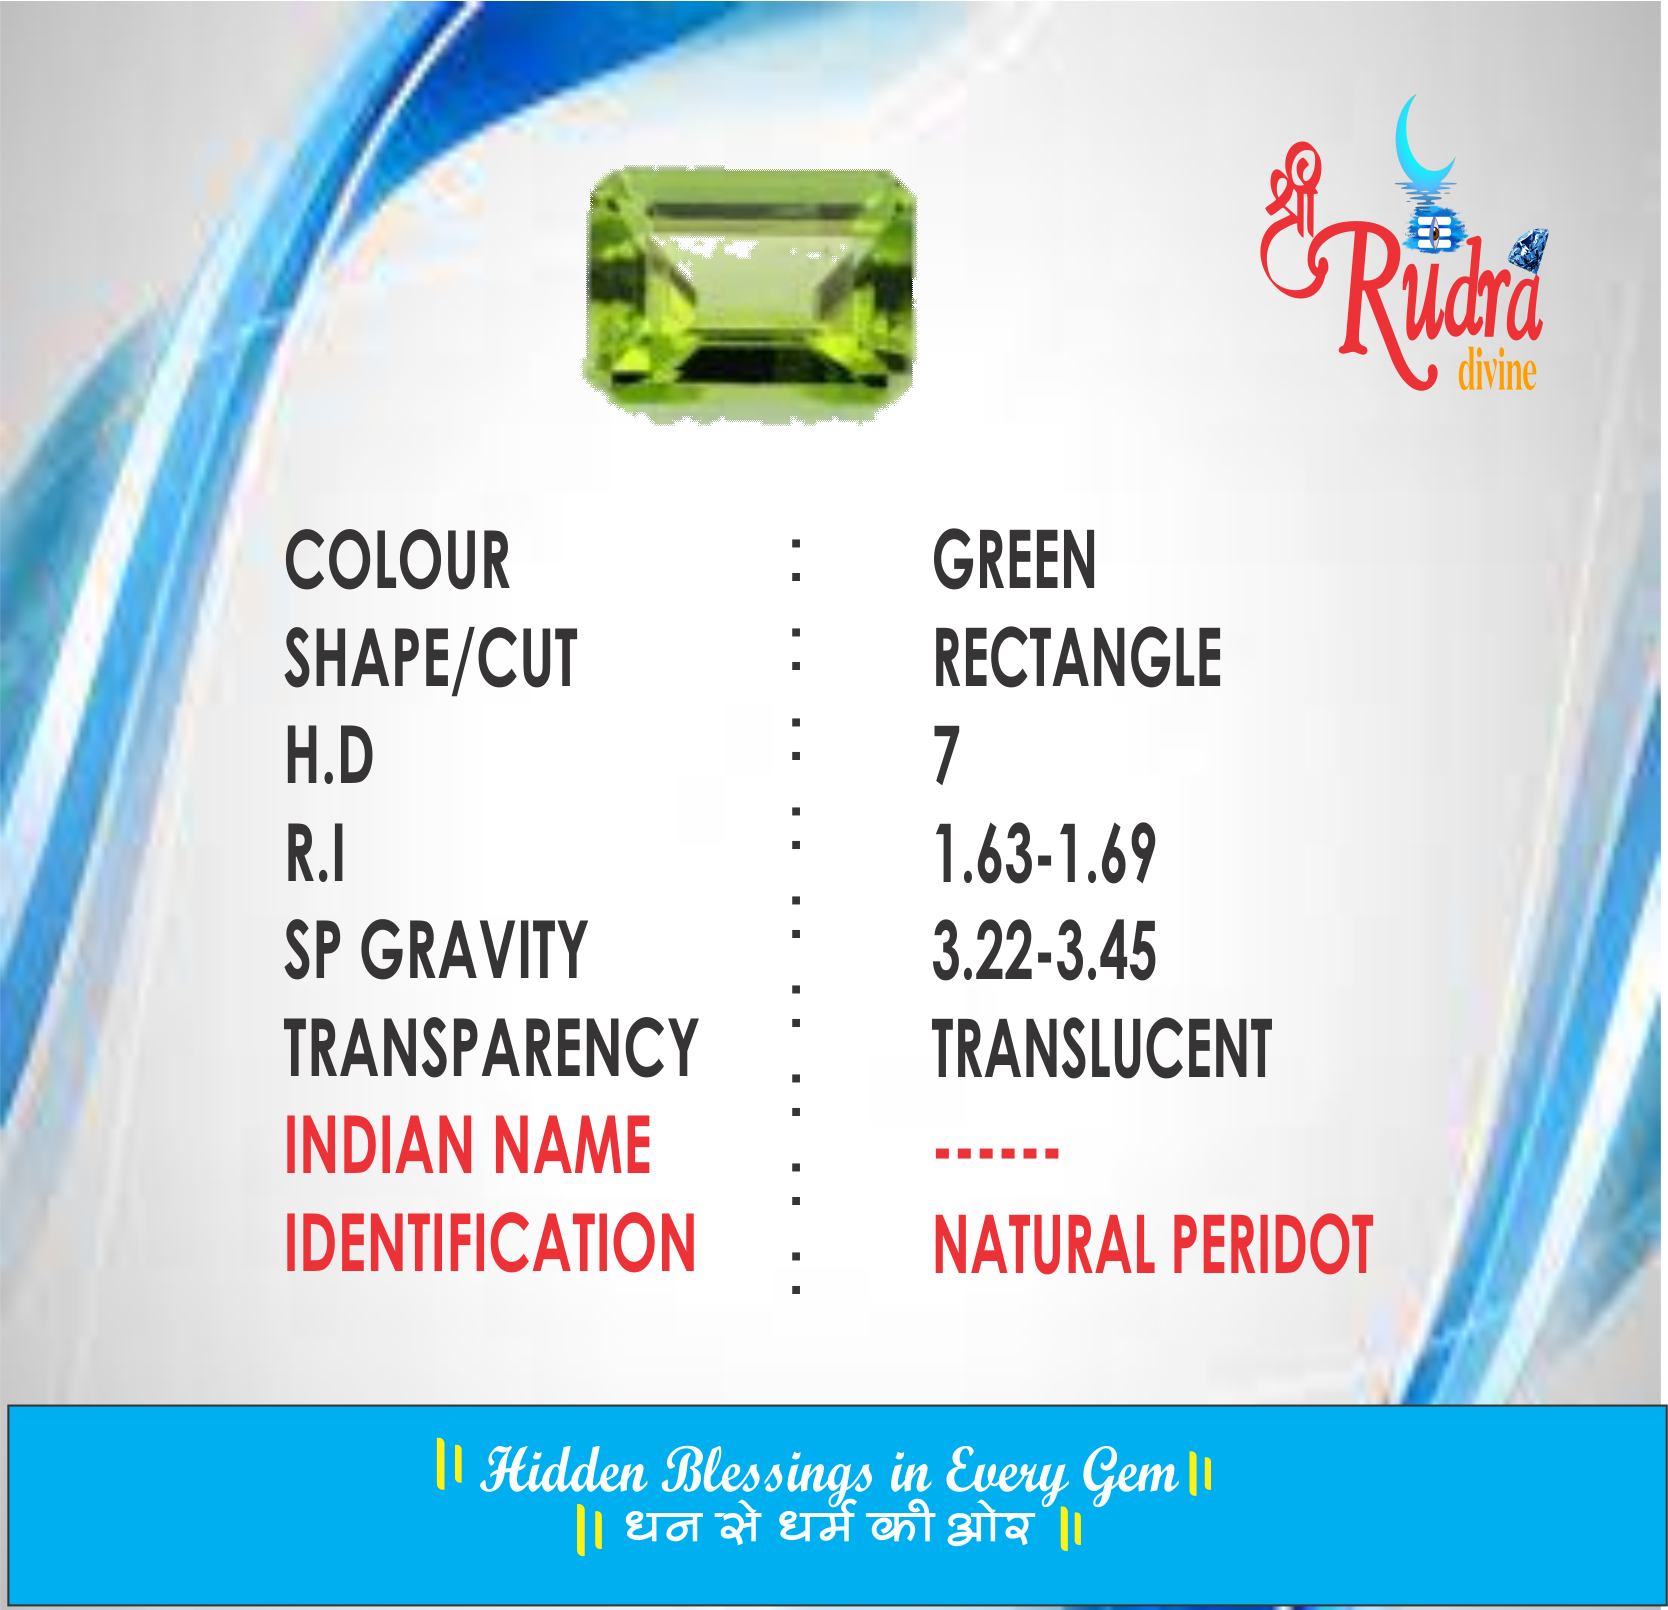 श्री
Rudra
divine
COLOUR : GREEN
SHAPE/CUT : RECTANGLE
H.D : 7
R.I : 1.63-1.69
SP GRAVITY : 3.22-3.45
TRANSPARENCY : TRANSLUCENT
INDIAN NAME : ------
IDENTIFICATION : NATURAL PERIDOT
|| Hidden Blessings in Every Gem ||
|| धन से धर्म की ओर ||